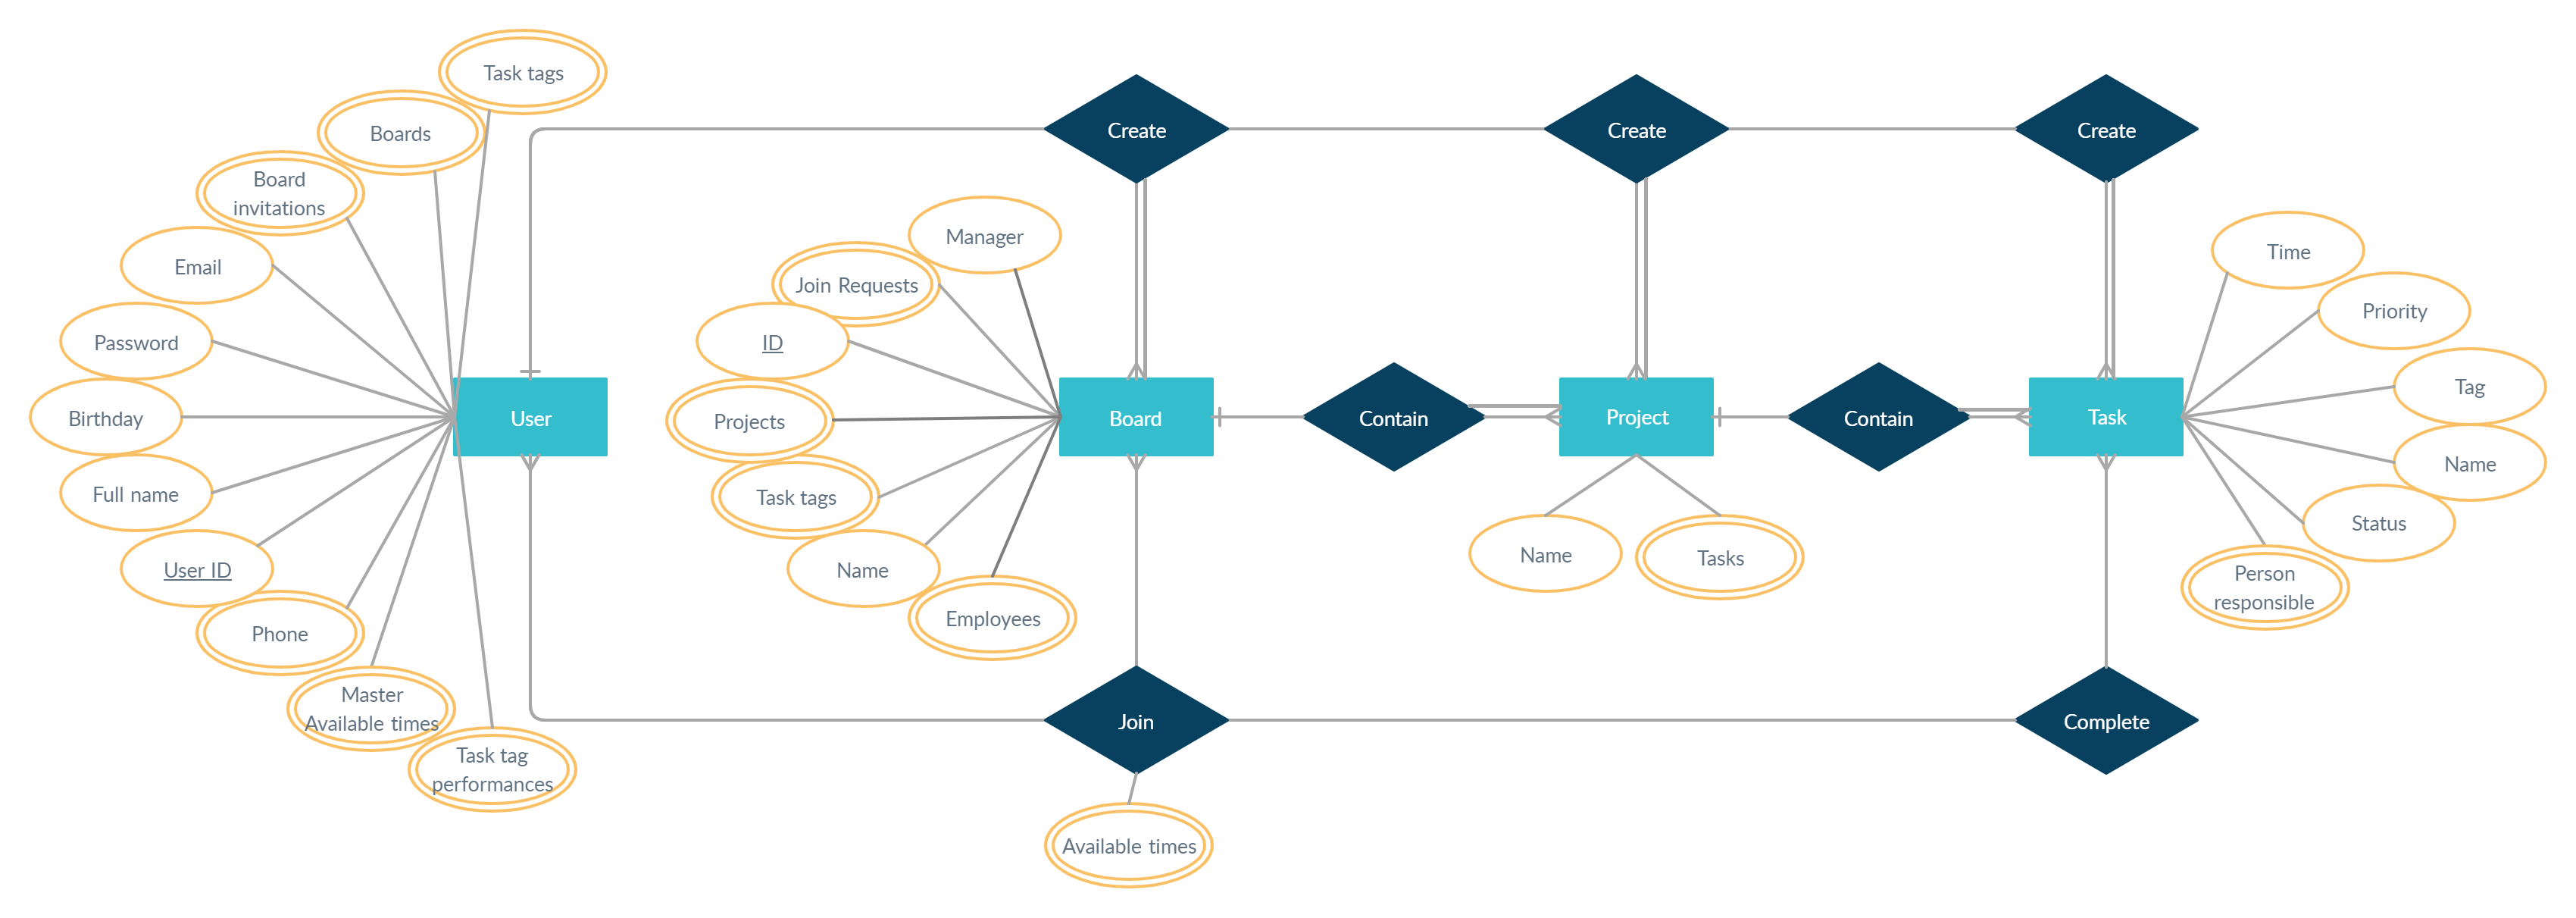 Task tags
Boards
Board
invitations
Email
Password
Birthday
Full name
User ID
Phone
Master
Available times
Task tag
performances
User
Manager
Join Requests
ID
Projects
Task tags
Name
Employees
Board
Create
Create
Create
Contain
Project
Contain
Task
Name
Tasks
Time
Priority
Tag
Name
Status
Person
responsible
Join
Complete
Available times